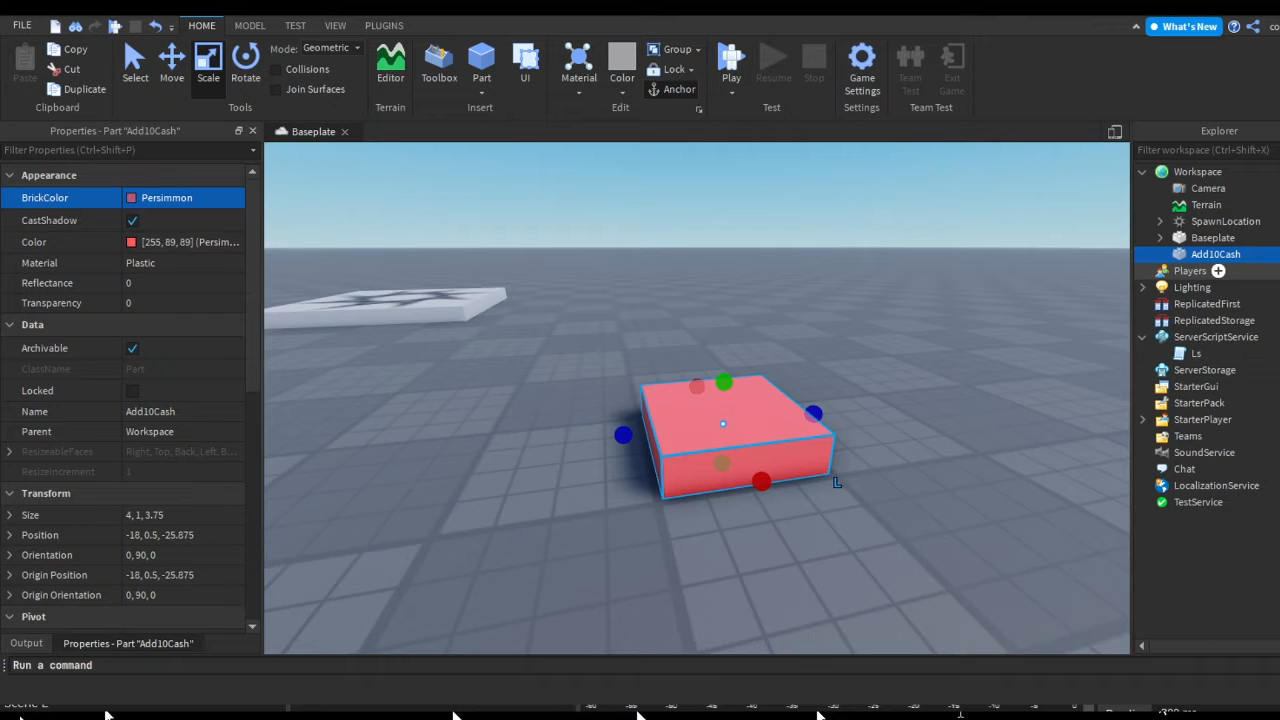 FILE HOME MODEL TEST VIEW PLUGINS What's New co
Paste Copy Cut Duplicate Clipboard
Select Move Scale Rotate Mode: Geometric Collisions Join Surfaces Tools
Editor Terrain
Toolbox Part UI Insert
Material Color Group Lock Anchor Edit
Play Resume Stop Test
Game Settings Settings
Team Test Exit Game Team Test
Properties - Part "Add10Cash"
Filter Properties (Ctrl+Shift+P)
Appearance
BrickColor Persimmon
CastShadow
Color [255, 89, 89] (Persim...
Material Plastic
Reflectance 0
Transparency 0
Data
Archivable
ClassName Part
Locked
Name Add10Cash
Parent Workspace
ResizeableFaces Right, Top, Back, Left, B...
ResizeIncrement 1
Transform
Size 4, 1, 3.75
Position -18, 0.5, -25.875
Orientation 0, 90, 0
Origin Position -18, 0.5, -25.875
Origin Orientation 0, 90, 0
Pivot
Output Properties - Part "Add10Cash"
Run a command
Baseplate
L
Explorer
Filter workspace (Ctrl+Shift+X)
Workspace
Camera
Terrain
SpawnLocation
Baseplate
Add10Cash
Players
Lighting
ReplicatedFirst
ReplicatedStorage
ServerScriptService
Ls
ServerStorage
StarterGui
StarterPack
StarterPlayer
Teams
SoundService
Chat
LocalizationService
TestService